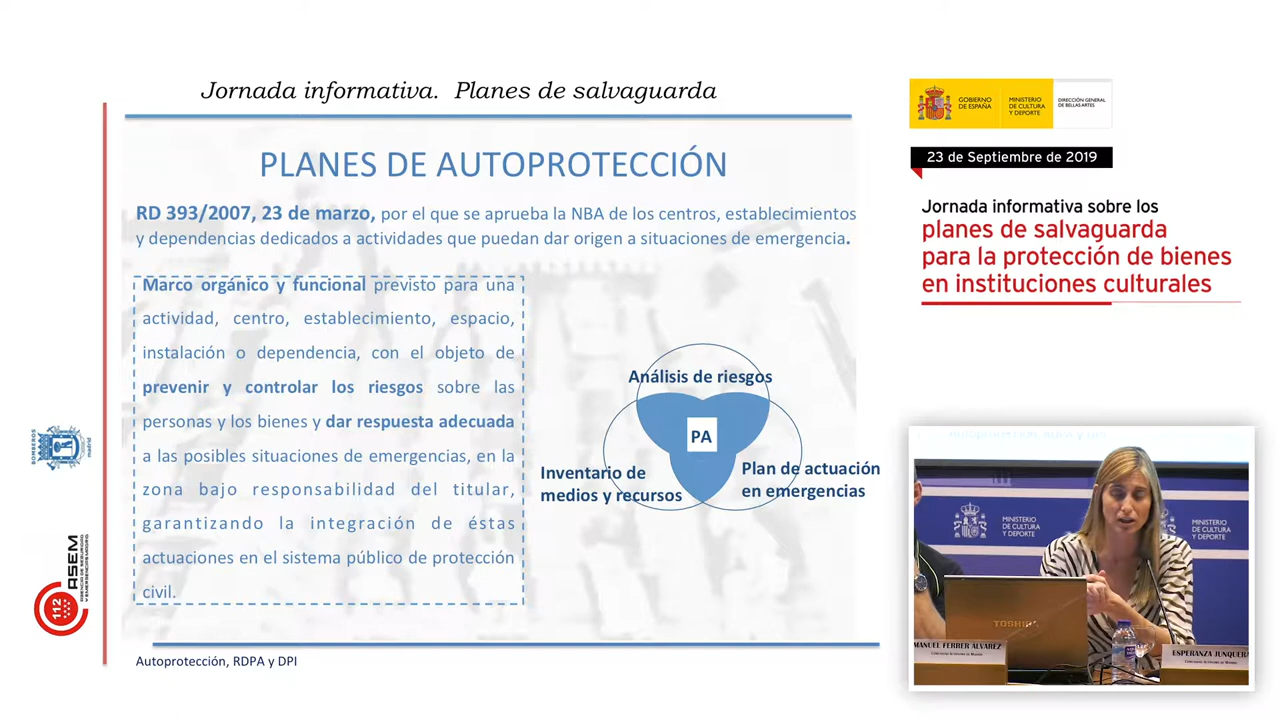 Jornada informativa. Planes de salvaguarda
PLANES DE AUTOPROTECCIÓN
RD 393/2007, 23 de marzo, por el que se aprueba la NBA de los centros, establecimientos
y dependencias dedicados a actividades que puedan dar origen a situaciones de emergencia.
Marco orgánico y funcional previsto para una
actividad, centro, establecimiento, espacio,
instalación o dependencia, con el objeto de
prevenir y controlar los riesgos sobre las
personas y los bienes y dar respuesta adecuada
a las posibles situaciones de emergencias, en la
zona bajo responsabilidad del titular,
garantizando la integración de éstas
actuaciones en el sistema público de protección
civil.
Análisis de riesgos
PA
Inventario de
medios y recursos
Plan de actuación
en emergencias
Autoprotección, RDPA y DPI
BOMBEROS
madrid
ASEM
112
GOBIERNO
DE ESPAÑA
MINISTERIO
DE CULTURA
Y DEPORTE
DIRECCIÓN GENERAL
DE BELLAS ARTES
23 de Septiembre de 2019
Jornada informativa sobre los
planes de salvaguarda
para la protección de bienes
en instituciones culturales
MINISTERIO
DE CULTURA
Y DEPORTE
MINISTERIO
DE CULTURA
Y DEPORTE
TOSHIBA
MANUEL FERRER ÁLVAREZ
ESPERANZA JUNQUERA